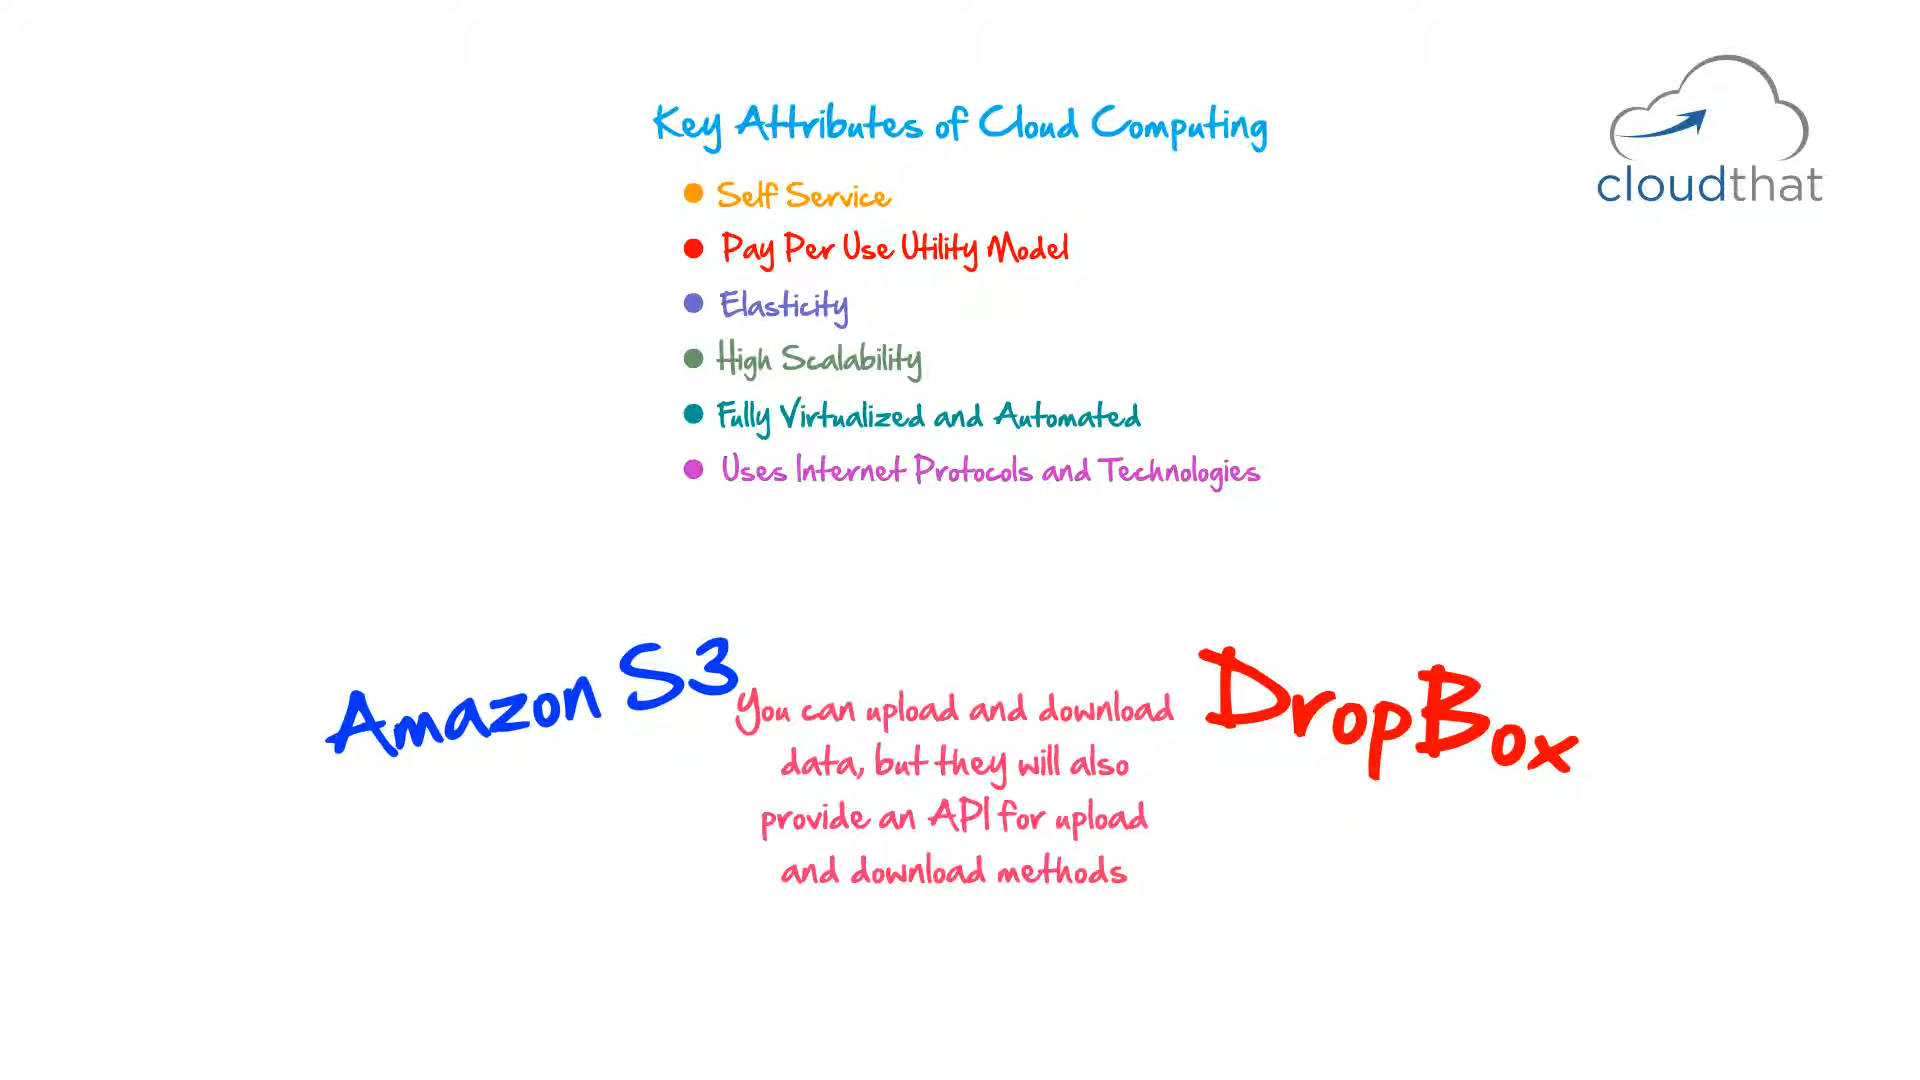 Key Attributes of Cloud Computing
cloudthat
Self Service
Pay Per Use Utility Model
Elasticity
High Scalability
Fully Virtualized and Automated
Uses Internet Protocols and Technologies
Amazon S3
DropBox
You can upload and download
data, but they will also
provide an API for upload
and download methods